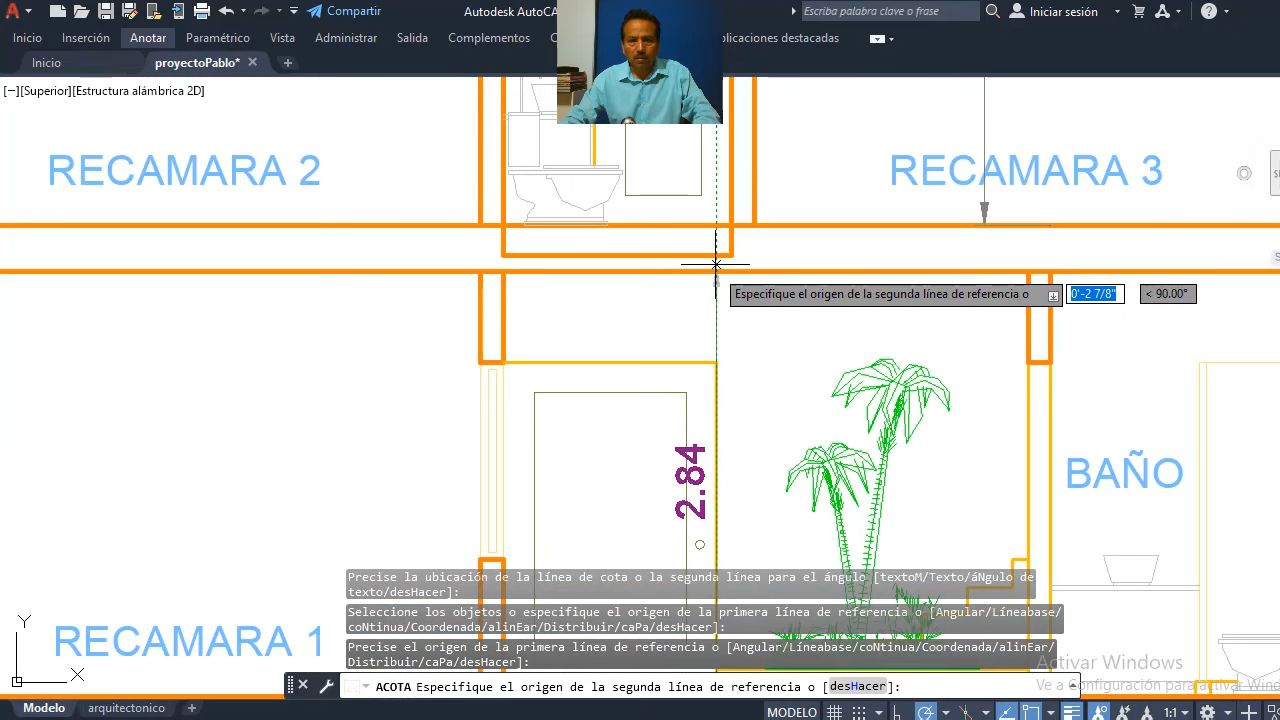 Compartir
Autodesk AutoCA
Escriba palabra clave o frase
Iniciar sesión
Inicio Inserción Anotar Paramétrico Vista Administrar Salida Complementos
plicaciones destacadas
Inicio
proyectoPablo*
[−][Superior][Estructura alámbrica 2D]
RECAMARA 2
RECAMARA 3
Especifique el origen de la segunda línea de referencia o
0'-2 7/8"
< 90.00°
2.84
BAÑO
RECAMARA 1
Y
X
Precise la ubicación de la línea de cota o la segunda línea para el ángulo [textoM/Texto/áNgulo de
texto/desHacer]:
Seleccione los objetos o especifique el origen de la primera línea de referencia o [Angular/Líneabase/
coNtinua/Coordenada/alinEar/Distribuir/caPa/desHacer]:
Precise el origen de la primera línea de referencia o [Angular/Líneabase/coNtinua/Coordenada/alinEar/
Distribuir/caPa/desHacer]:
Activar Windows
Ve a Configuración para activar Wind
ACOTA Especifique el origen de la segunda línea de referencia o [desHacer]:
Modelo
arquitectonico
MODELO
1:1